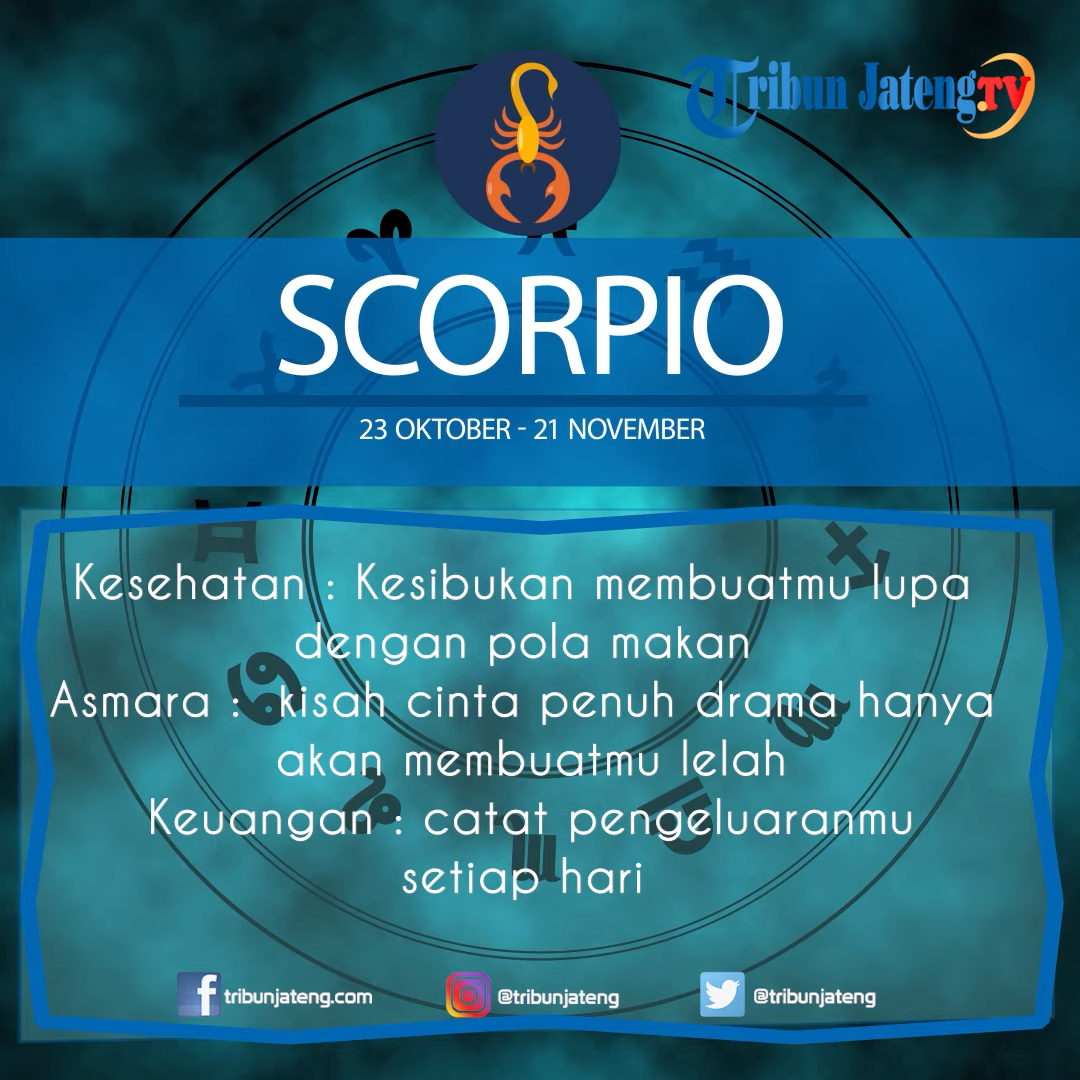 Tribun Jateng.TV
SCORPIO
23 OKTOBER - 21 NOVEMBER
Kesehatan : Kesibukan membuatmu lupa
dengan pola makan
Asmara : kisah cinta penuh drama hanya
akan membuatmu lelah
Keuangan : catat pengeluaranmu
setiap hari
tribunjateng.com @tribunjateng @tribunjateng